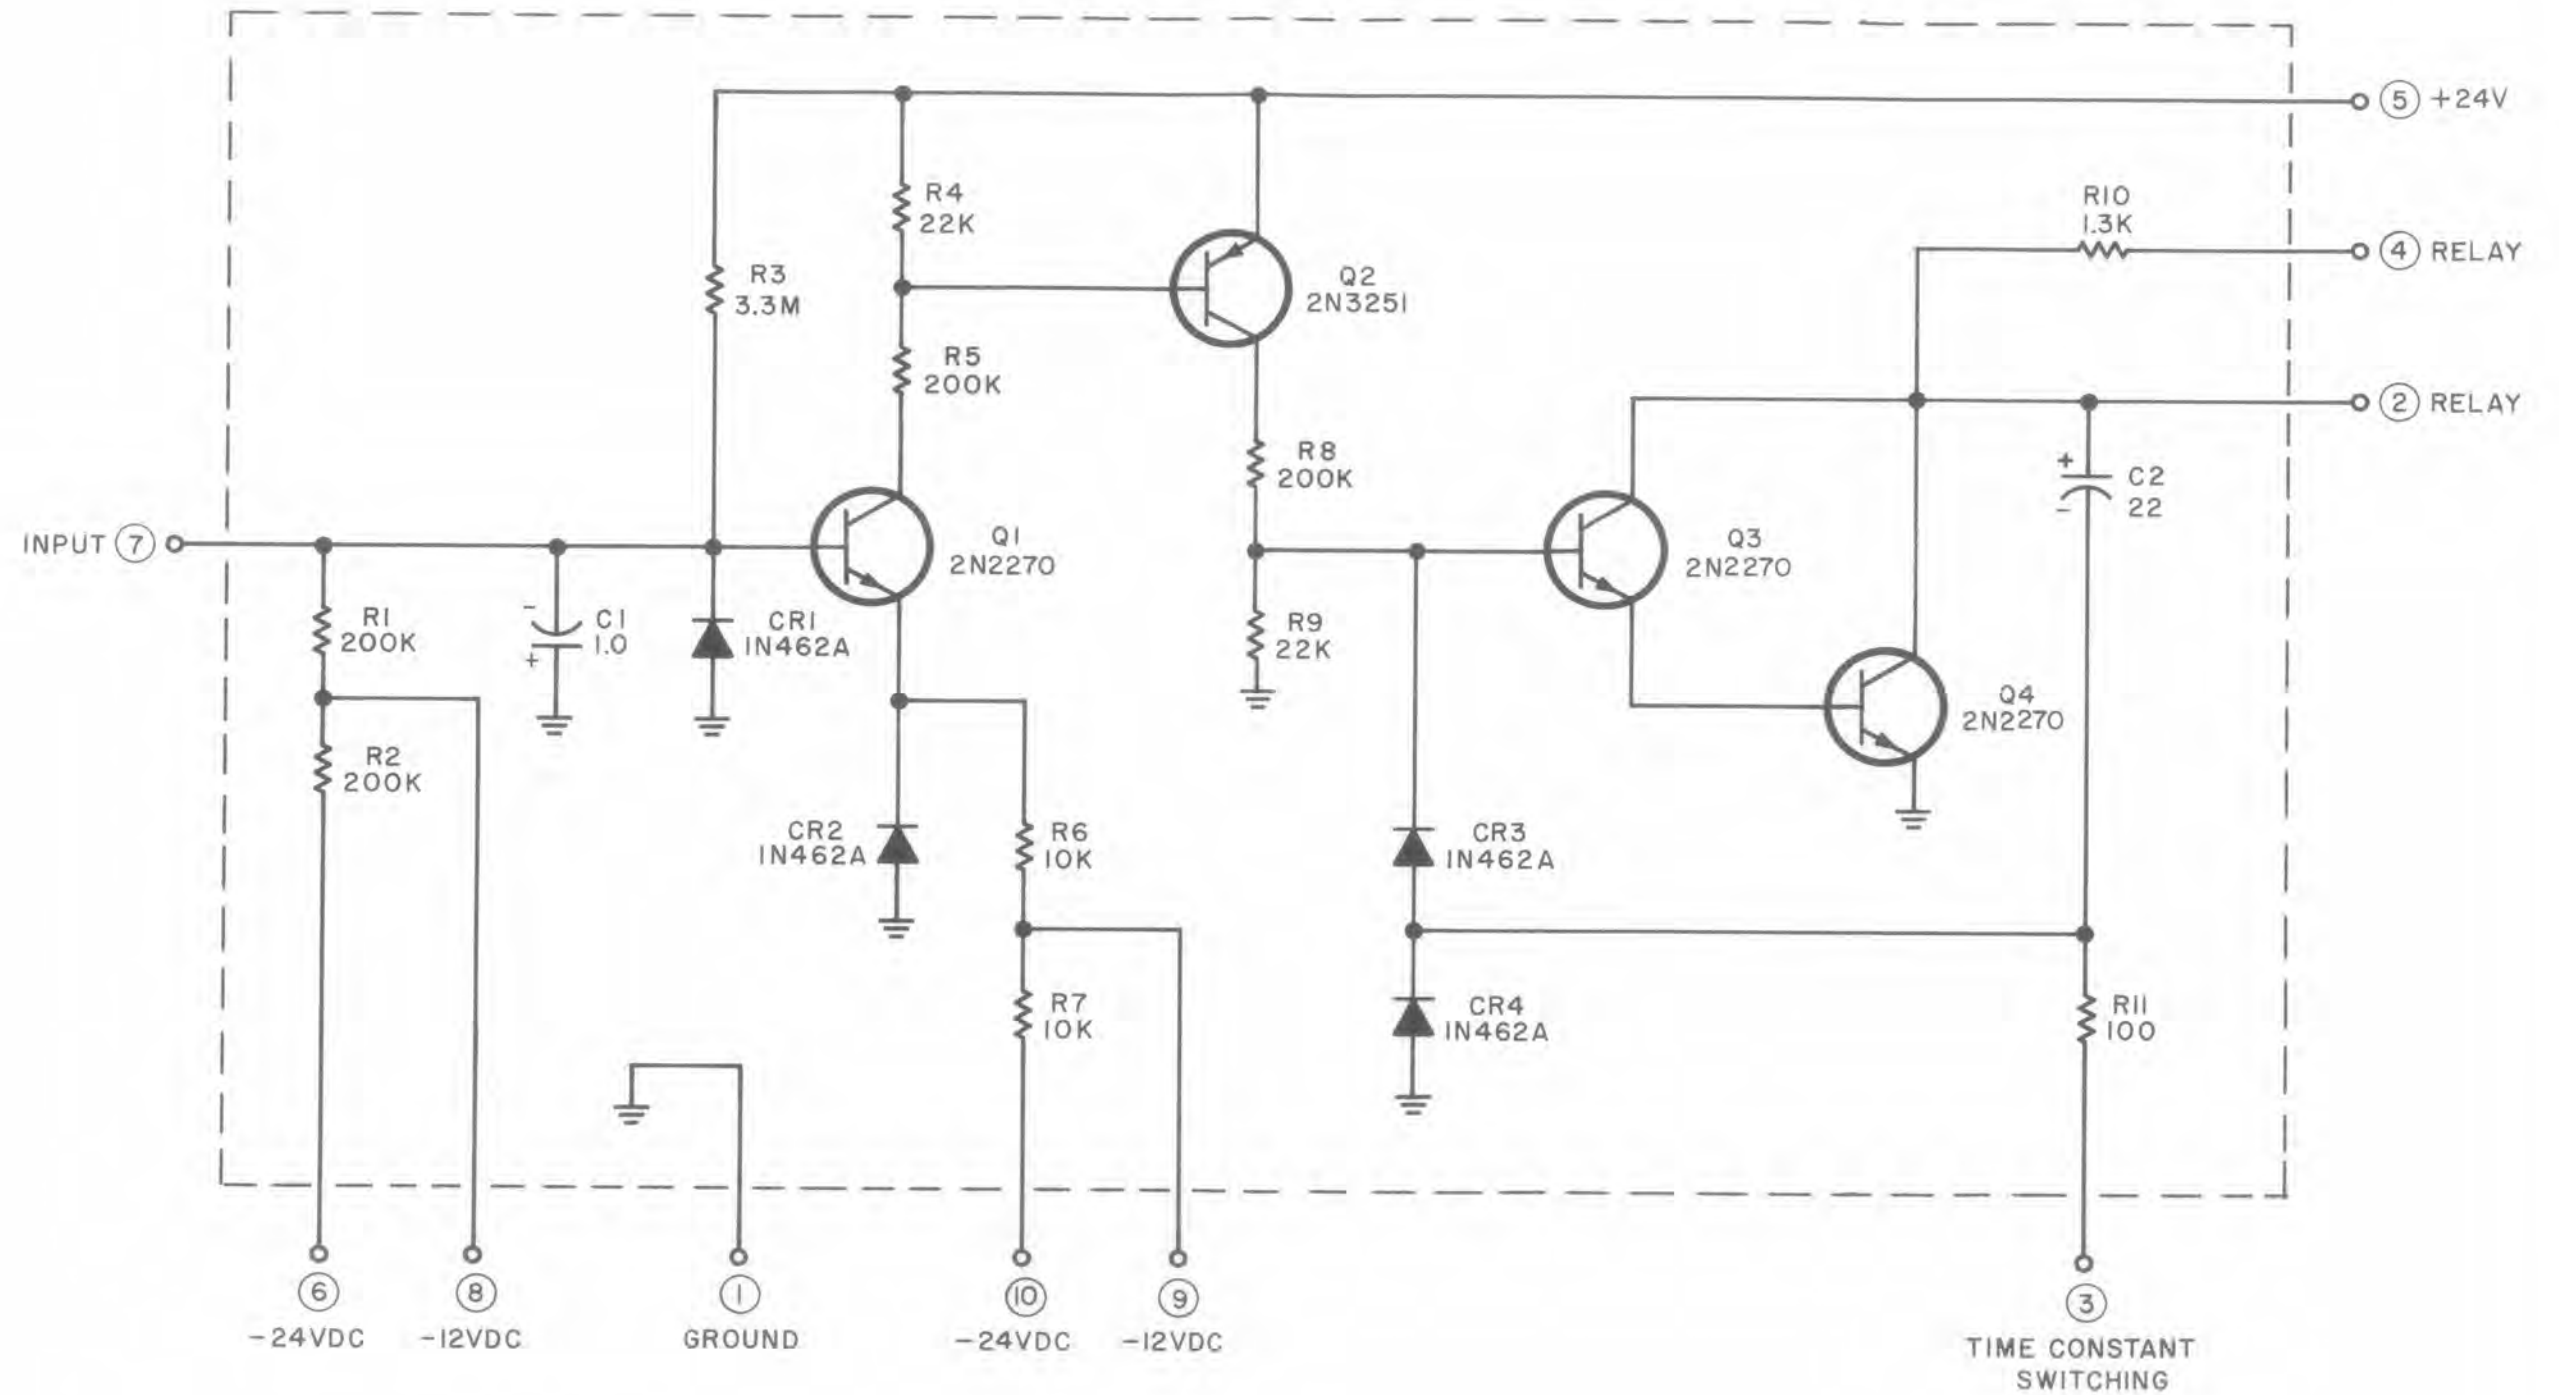 5 +24V
R10
1.3K
4 RELAY
R4
22K
R3
3.3M
Q2
2N3251
R5
200K
2 RELAY
R8
200K
+
C2
22
-
INPUT 7
Q1
2N2270
Q3
2N2270
R1
200K
-
C1
1.0
+
CR1
1N462A
R9
22K
Q4
2N2270
R2
200K
CR2
1N462A
R6
10K
CR3
1N462A
R7
10K
CR4
1N462A
R11
100
6
-24VDC
8
-12VDC
1
GROUND
10
-24VDC
9
-12VDC
3
TIME CONSTANT
SWITCHING